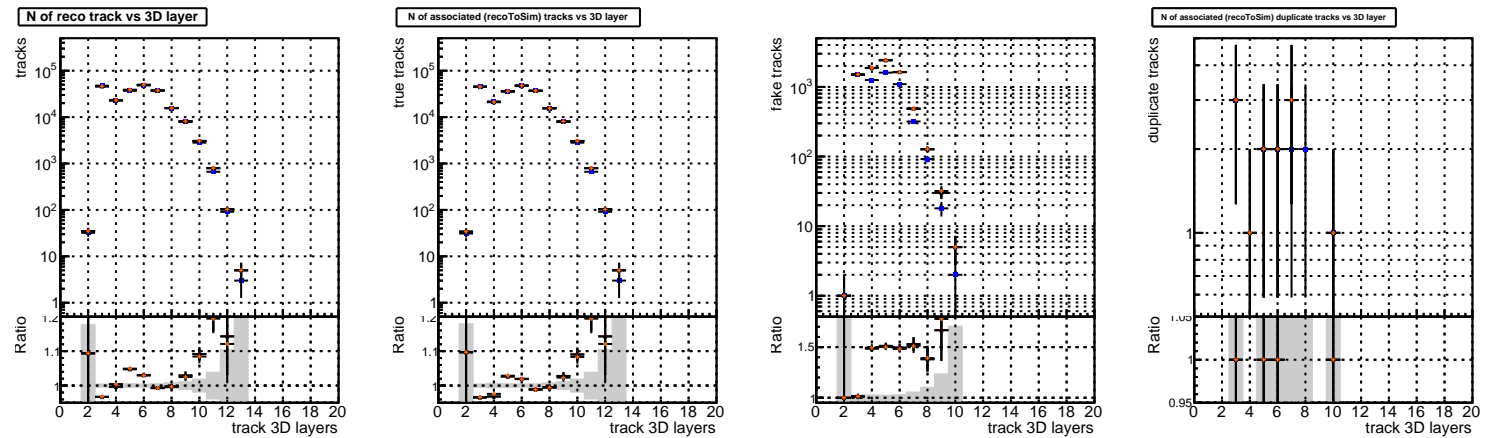 N of reco track vs 3D layer
tracks
10^5
10^4
10^3
10^2
10
1
Ratio
1.2
1.1
1
0 2 4 6 8 10 12 14 16 18 20
track 3D layers
N of associated (recoToSim) tracks vs 3D layer
true tracks
10^5
10^4
10^3
10^2
10
1
Ratio
1.2
1.1
1
0 2 4 6 8 10 12 14 16 18 20
track 3D layers
fake tracks
10^3
10^2
10
1
Ratio
1.5
1
0 2 4 6 8 10 12 14 16 18 20
track 3D layers
N of associated (recoToSim) duplicate tracks vs 3D layer
duplicate tracks
1
Ratio
1.05
1
0.95
0 2 4 6 8 10 12 14 16 18 20
track 3D layers